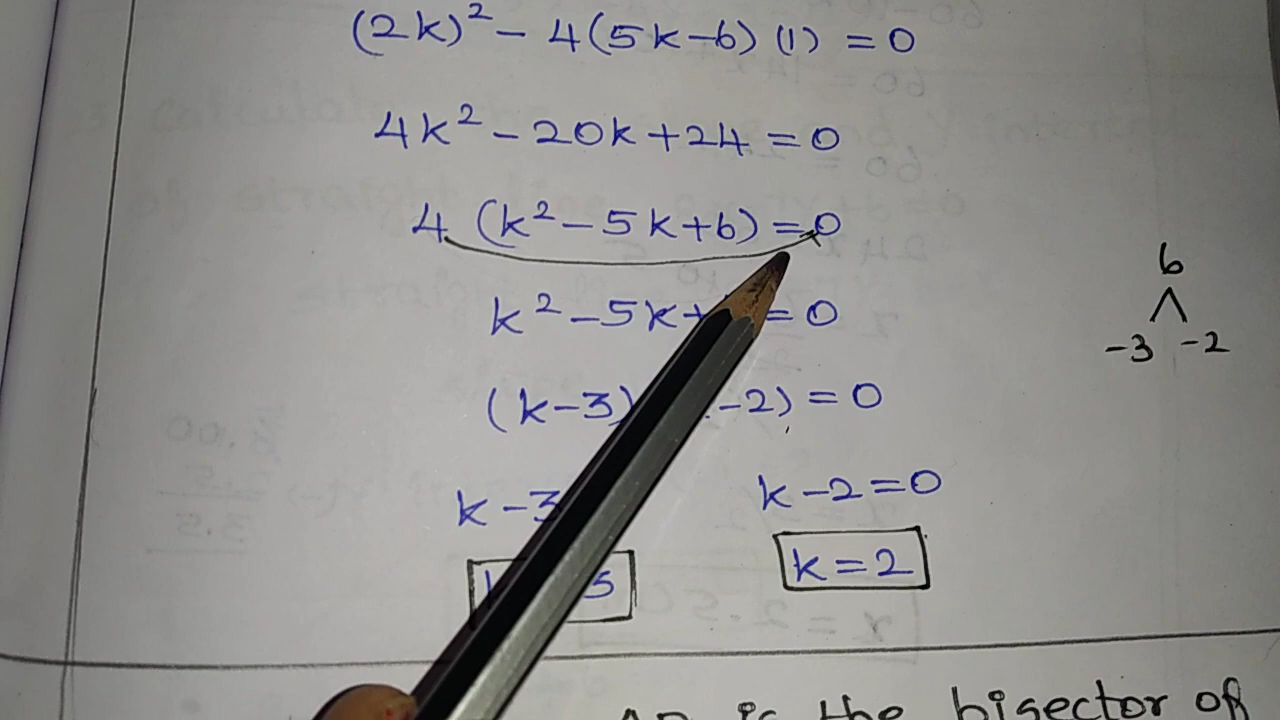 (2k)² - 4(5k-6) (1) = 0
4k² - 20k + 24 = 0
4 (k² - 5k + 6) = 0
6
k² - 5k + = 0
-3 -2
(k-3) -2) = 0
k - 3
k - 2 = 0
k = 2
is the bisector of